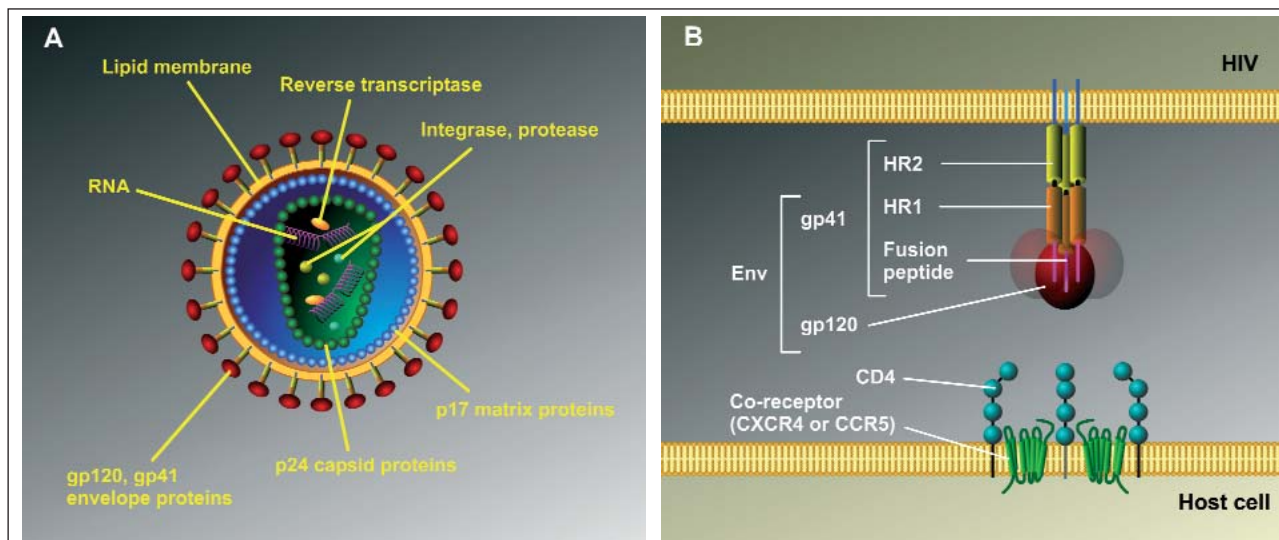 A
Lipid membrane
Reverse transcriptase
Integrase, protease
RNA
p17 matrix proteins
p24 capsid proteins
gp120, gp41
envelope proteins
B
HIV
HR2
HR1
gp41
Fusion
peptide
Env
gp120
CD4
Co-receptor
(CXCR4 or CCR5)
Host cell